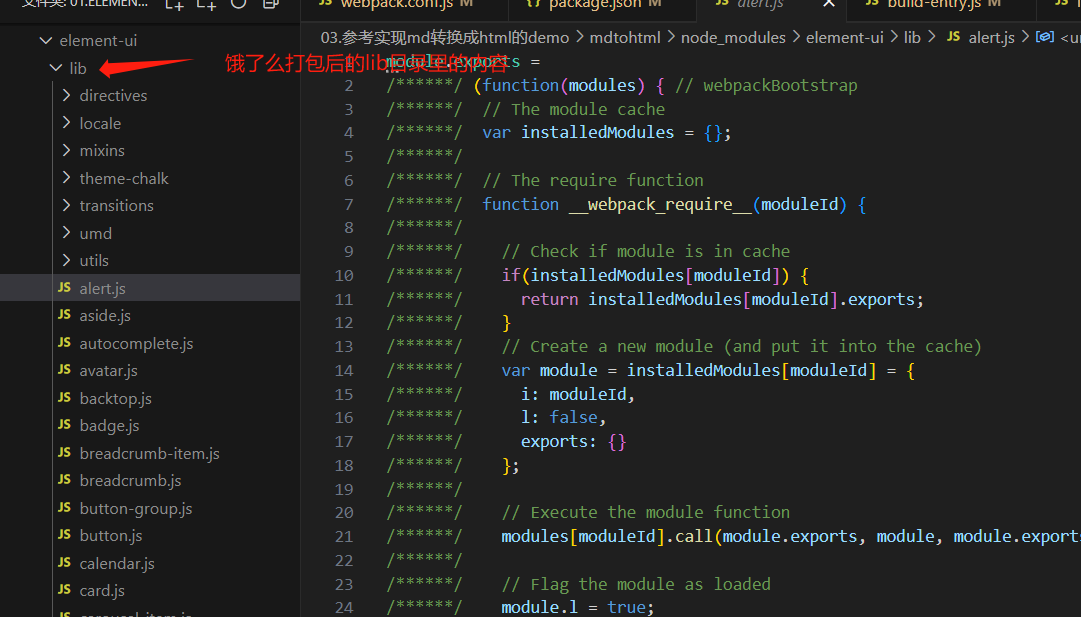 文件夹: 01.ELEMEN...
webpack.conf.js M
package.json M
alert.js
build-entry.js M
JS
element-ui
lib
directives
locale
mixins
theme-chalk
transitions
umd
utils
JS alert.js
JS aside.js
JS autocomplete.js
JS avatar.js
JS backtop.js
JS badge.js
JS breadcrumb-item.js
JS breadcrumb.js
JS button-group.js
JS button.js
JS calendar.js
JS card.js
JS carousel-item.js
03.参考实现md转换成html的demo > mdtohtml > node_modules > element-ui > lib > JS alert.js > <un
饿了么打包后的lib目录里的内容
1 module.exports =
2 /******/ (function(modules) { // webpackBootstrap
3 /******/ // The module cache
4 /******/ var installedModules = {};
5 /******/
6 /******/ // The require function
7 /******/ function __webpack_require__(moduleId) {
8 /******/
9 /******/ // Check if module is in cache
10 /******/ if(installedModules[moduleId]) {
11 /******/ return installedModules[moduleId].exports;
12 /******/ }
13 /******/ // Create a new module (and put it into the cache)
14 /******/ var module = installedModules[moduleId] = {
15 /******/ i: moduleId,
16 /******/ l: false,
17 /******/ exports: {}
18 /******/ };
19 /******/
20 /******/ // Execute the module function
21 /******/ modules[moduleId].call(module.exports, module, module.exports
22 /******/
23 /******/ // Flag the module as loaded
24 /******/ module.l = true;